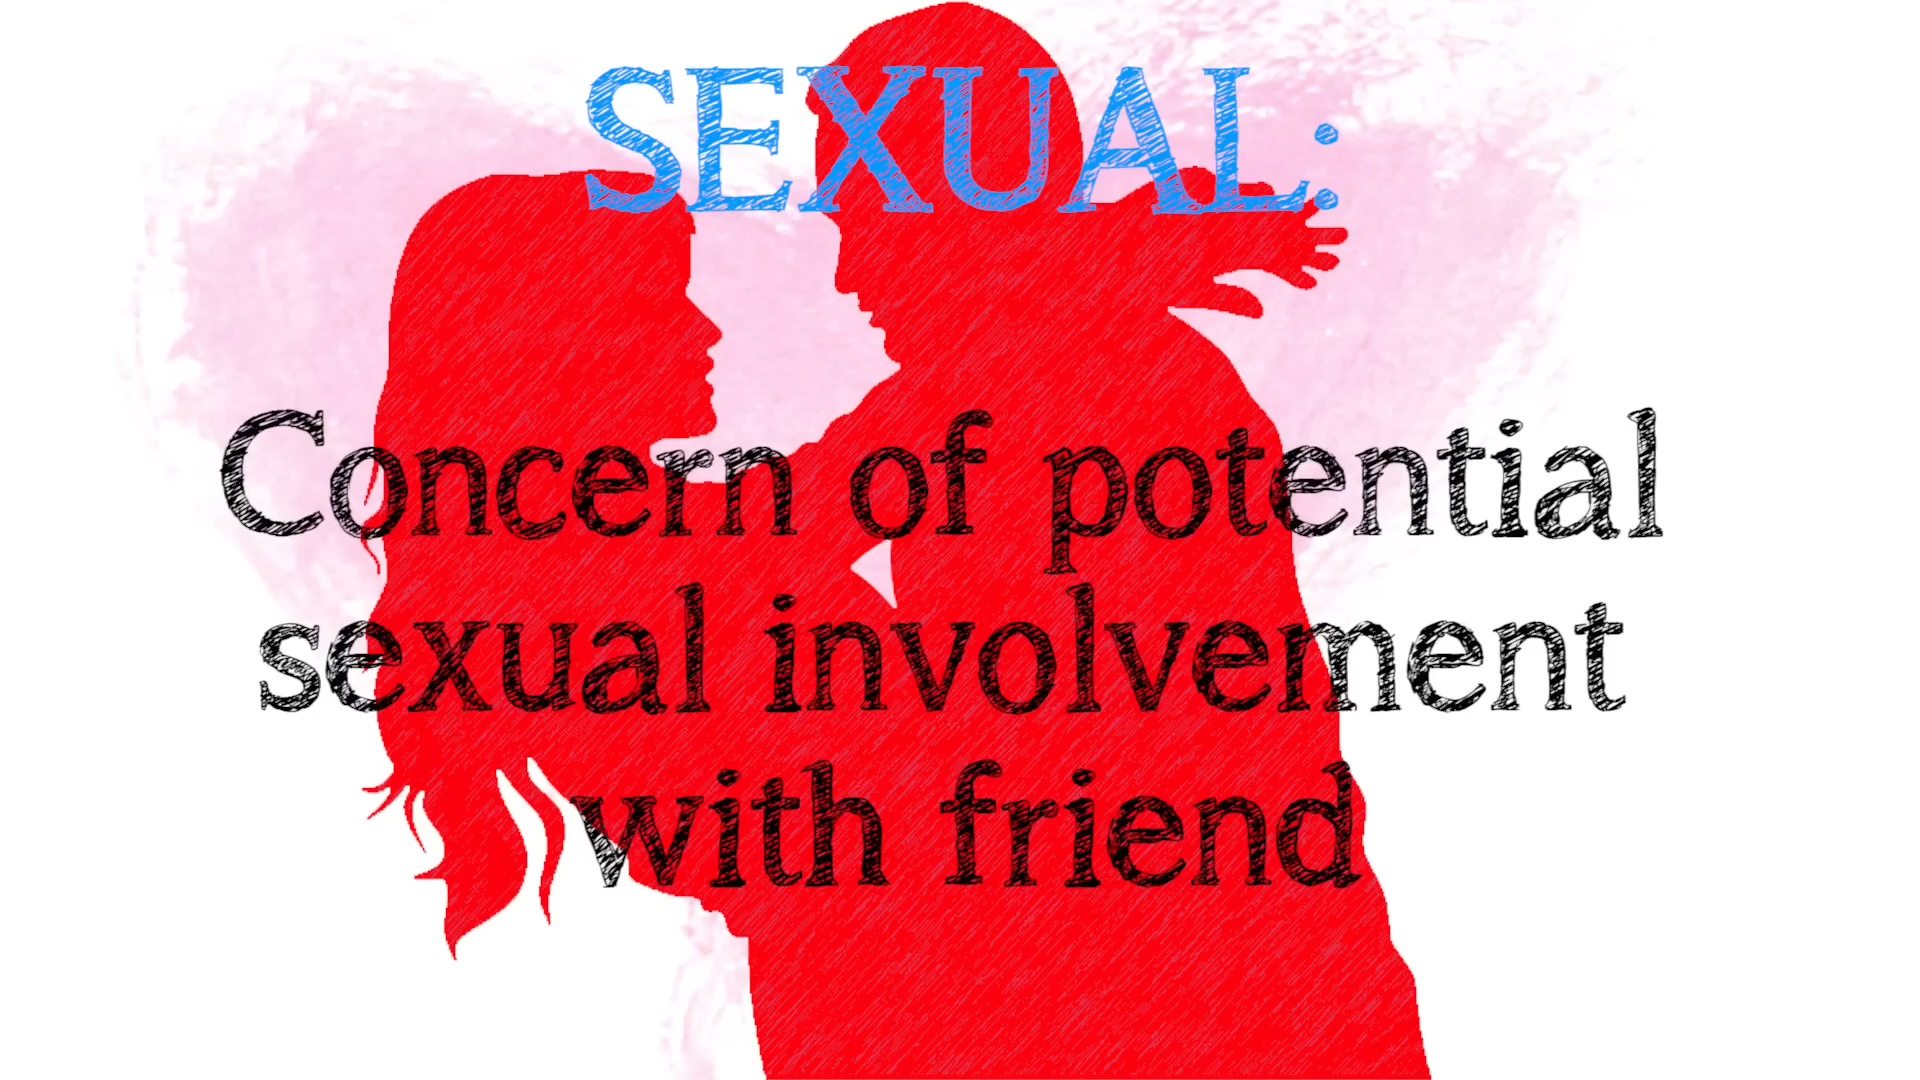 SEXUAL:
Concern of potential
sexual involvement
with friend